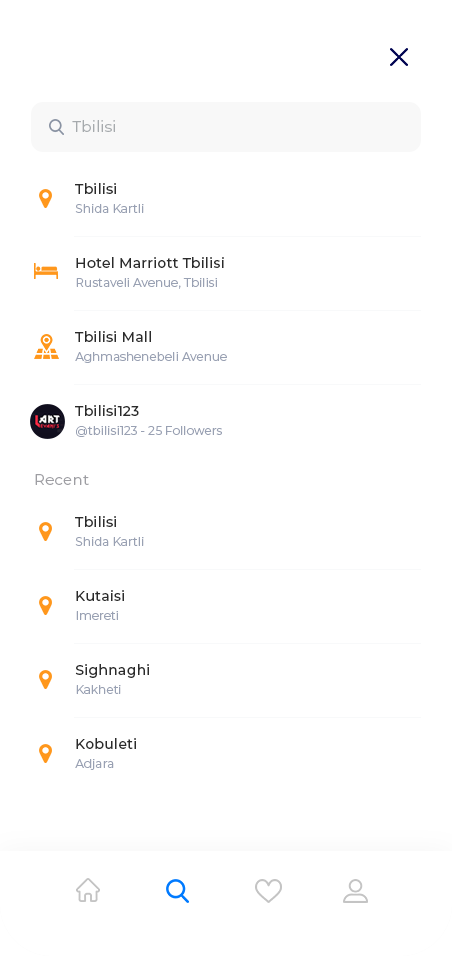 Tbilisi
Tbilisi
Shida Kartli
Hotel Marriott Tbilisi
Rustaveli Avenue, Tbilisi
Tbilisi Mall
Aghmashenebeli Avenue
ART
Tbilisi123
@tbilisi123 - 25 Followers
Recent
Tbilisi
Shida Kartli
Kutaisi
Imereti
Sighnaghi
Kakheti
Kobuleti
Adjara